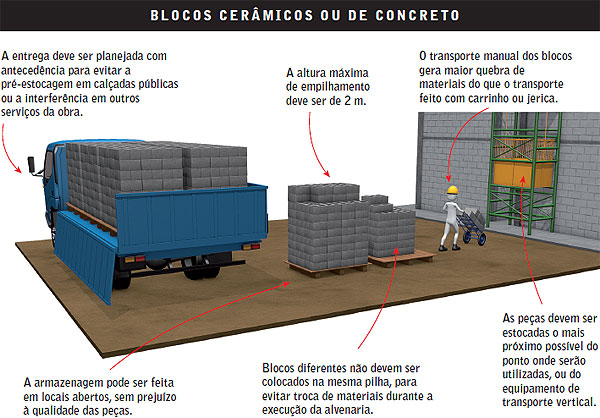 BLOCOS CERÂMICOS OU DE CONCRETO
A entrega deve ser planejada com
antecedência para evitar a
pré-estocagem em calçadas públicas
ou a interferência em outros
serviços da obra.
A altura máxima
de empilhamento
deve ser de 2 m.
O transporte manual dos blocos
gera maior quebra de
materiais do que o transporte
feito com carrinho ou jerica.
A armazenagem pode ser feita
em locais abertos, sem prejuízo
à qualidade das peças.
Blocos diferentes não devem ser
colocados na mesma pilha, para
evitar troca de materiais durante a
execução da alvenaria.
As peças devem ser
estocadas o mais
próximo possível do
ponto onde serão
utilizadas, ou do
equipamento de
transporte vertical.